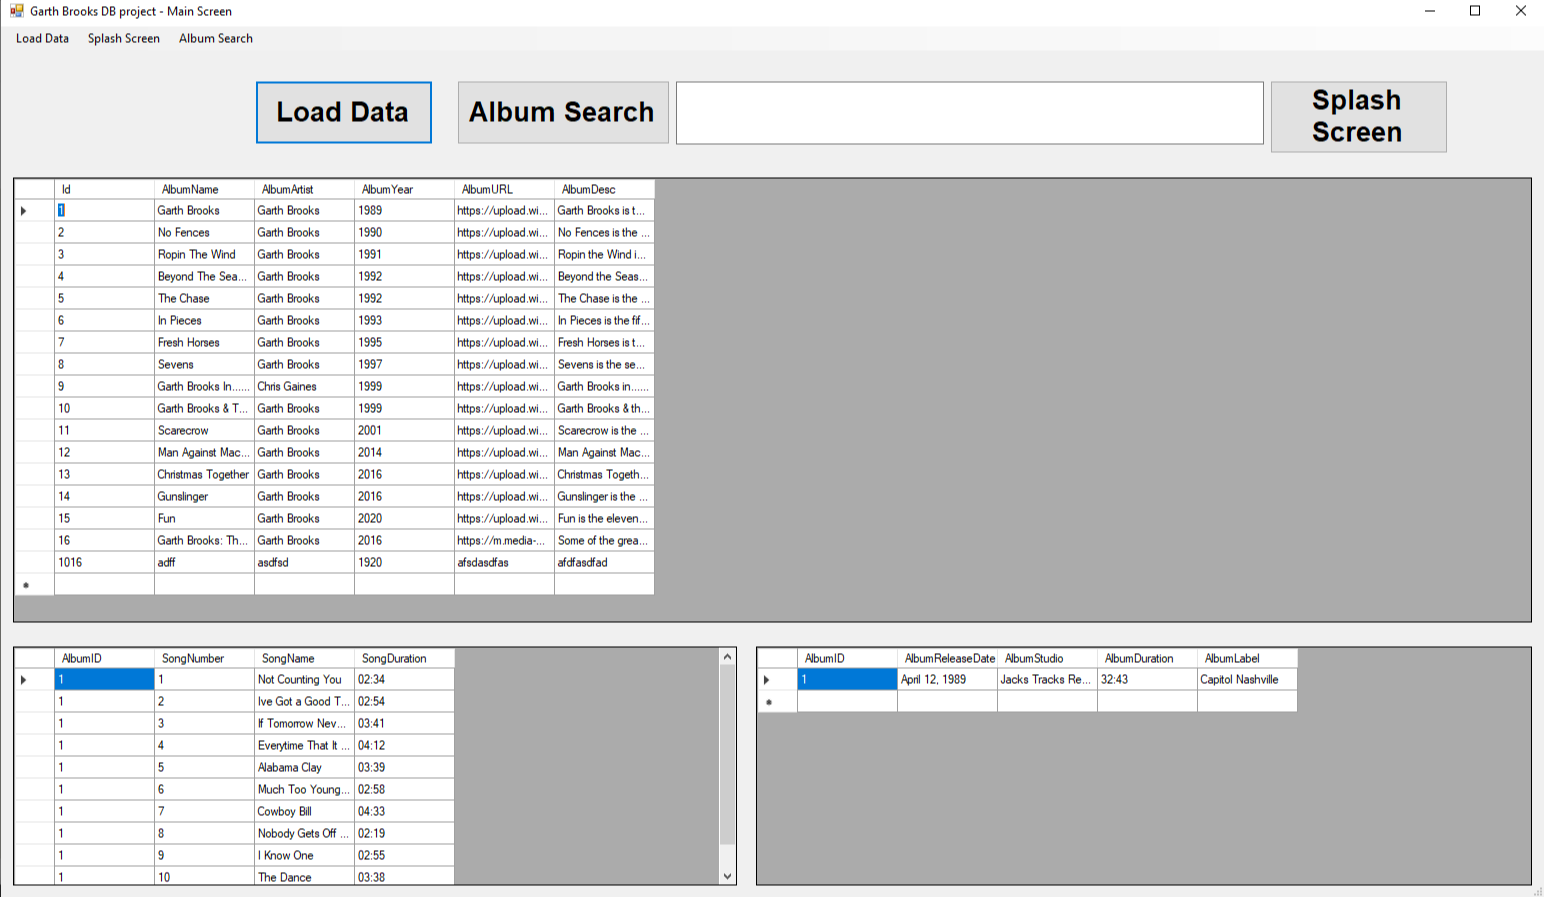 Garth Brooks DB project - Main Screen
Load Data Splash Screen Album Search
Load Data Album Search Splash Screen
Id AlbumName AlbumArtist AlbumYear AlbumURL AlbumDesc
1 Garth Brooks Garth Brooks 1989 https://upload.wi... Garth Brooks is t...
2 No Fences Garth Brooks 1990 https://upload.wi... No Fences is the ...
3 Ropin The Wind Garth Brooks 1991 https://upload.wi... Ropin the Wind i...
4 Beyond The Sea... Garth Brooks 1992 https://upload.wi... Beyond the Seas...
5 The Chase Garth Brooks 1992 https://upload.wi... The Chase is the ...
6 In Pieces Garth Brooks 1993 https://upload.wi... In Pieces is the fif...
7 Fresh Horses Garth Brooks 1995 https://upload.wi... Fresh Horses is t...
8 Sevens Garth Brooks 1997 https://upload.wi... Sevens is the se...
9 Garth Brooks In...... Chris Gaines 1999 https://upload.wi... Garth Brooks in......
10 Garth Brooks & T... Garth Brooks 1999 https://upload.wi... Garth Brooks & th...
11 Scarecrow Garth Brooks 2001 https://upload.wi... Scarecrow is the ...
12 Man Against Mac... Garth Brooks 2014 https://upload.wi... Man Against Mac...
13 Christmas Together Garth Brooks 2016 https://upload.wi... Christmas Togeth...
14 Gunslinger Garth Brooks 2016 https://upload.wi... Gunslinger is the ...
15 Fun Garth Brooks 2020 https://upload.wi... Fun is the eleven...
16 Garth Brooks: Th... Garth Brooks 2016 https://m.media-... Some of the grea...
1016 adff asdfsd 1920 afsdasdfas afdfasdfad
AlbumID SongNumber SongName SongDuration
1 1 Not Counting You 02:34
1 2 Ive Got a Good T... 02:54
1 3 If Tomorrow Nev... 03:41
1 4 Everytime That It ... 04:12
1 5 Alabama Clay 03:39
1 6 Much Too Young... 02:58
1 7 Cowboy Bill 04:33
1 8 Nobody Gets Off ... 02:19
1 9 I Know One 02:55
1 10 The Dance 03:38
AlbumID AlbumReleaseDate AlbumStudio AlbumDuration AlbumLabel
1 April 12, 1989 Jacks Tracks Re... 32:43 Capitol Nashville